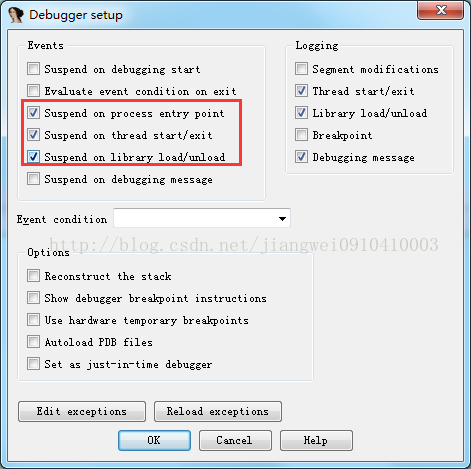 Debugger setup
Events
Suspend on debugging start
Evaluate event condition on exit
Suspend on process entry point
Suspend on thread start/exit
Suspend on library load/unload
Suspend on debugging message
Logging
Segment modifications
Thread start/exit
Library load/unload
Breakpoint
Debugging message
Event condition
http://blog.csdn.net/jiangwei0910410003
Options
Reconstruct the stack
Show debugger breakpoint instructions
Use hardware temporary breakpoints
Autoload PDB files
Set as just-in-time debugger
Edit exceptions Reload exceptions
OK Cancel Help